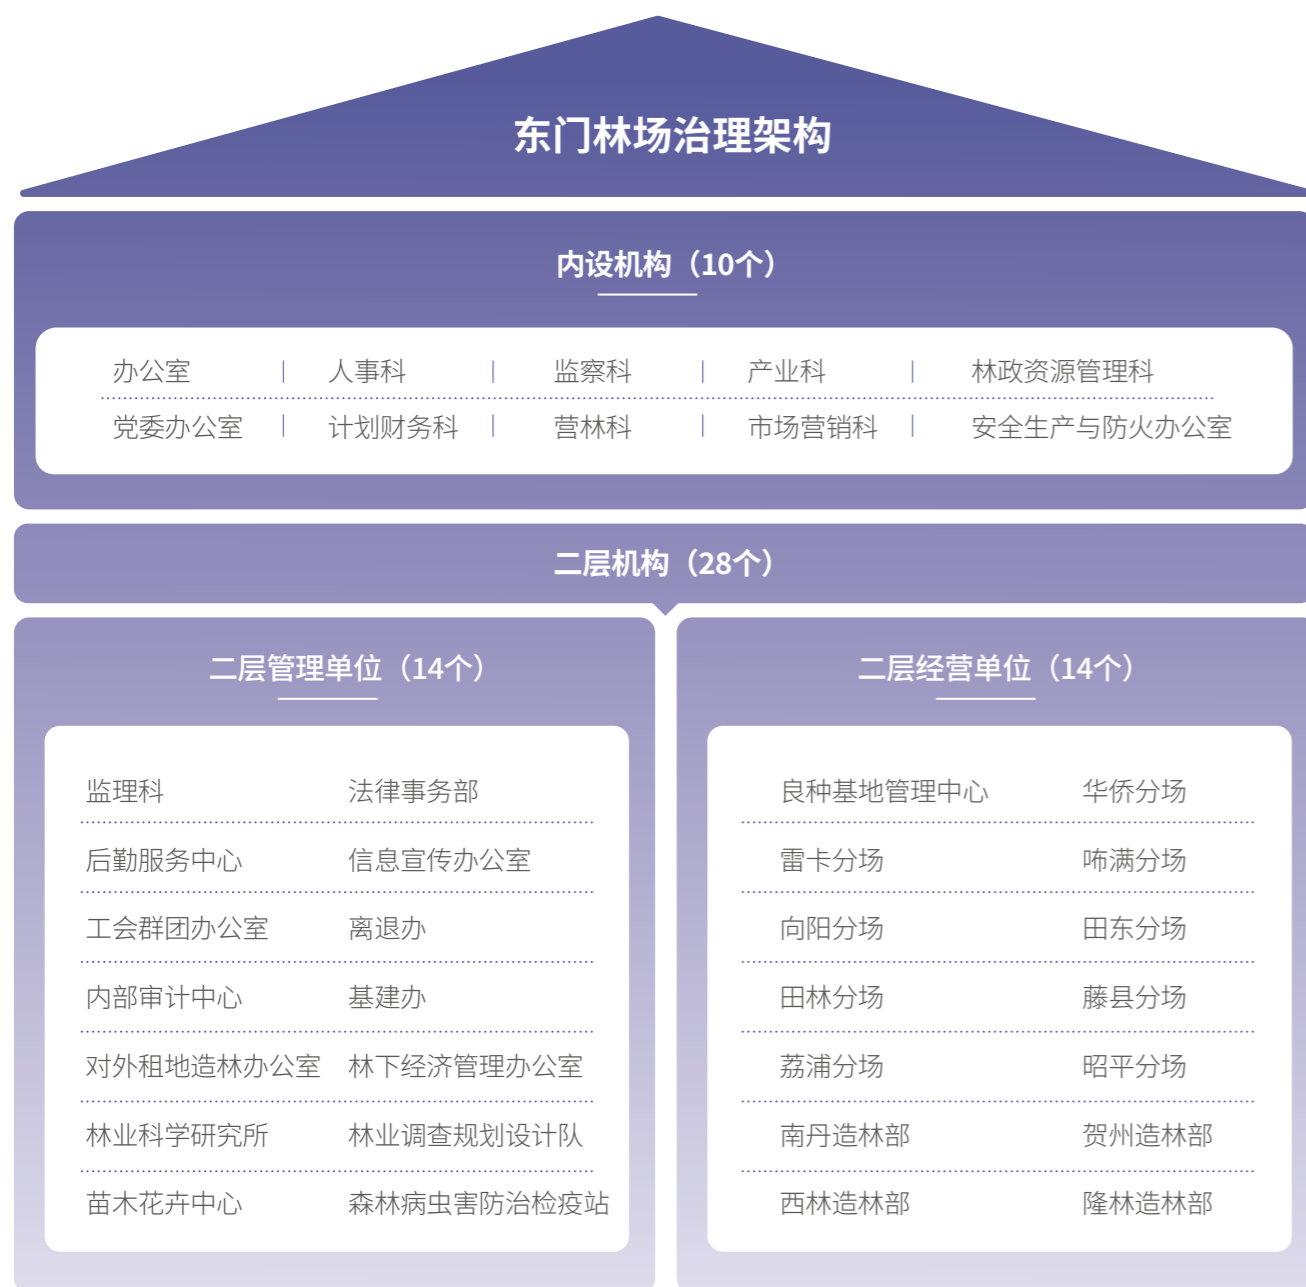 东门林场治理架构
内设机构（10个）
办公室 人事科 监察科 产业科 林政资源管理科
党委办公室 计划财务科 营林科 市场营销科 安全生产与防火办公室
二层机构（28个）
二层管理单位（14个）
监理科 法律事务部
后勤服务中心 信息宣传办公室
工会群团办公室 离退办
内部审计中心 基建办
对外租地造林办公室 林下经济管理办公室
林业科学研究所 林业调查规划设计队
苗木花卉中心 森林病虫害防治检疫站
二层经营单位（14个）
良种基地管理中心 华侨分场
雷卡分场 咘满分场
向阳分场 田东分场
田林分场 藤县分场
荔浦分场 昭平分场
南丹造林部 贺州造林部
西林造林部 隆林造林部